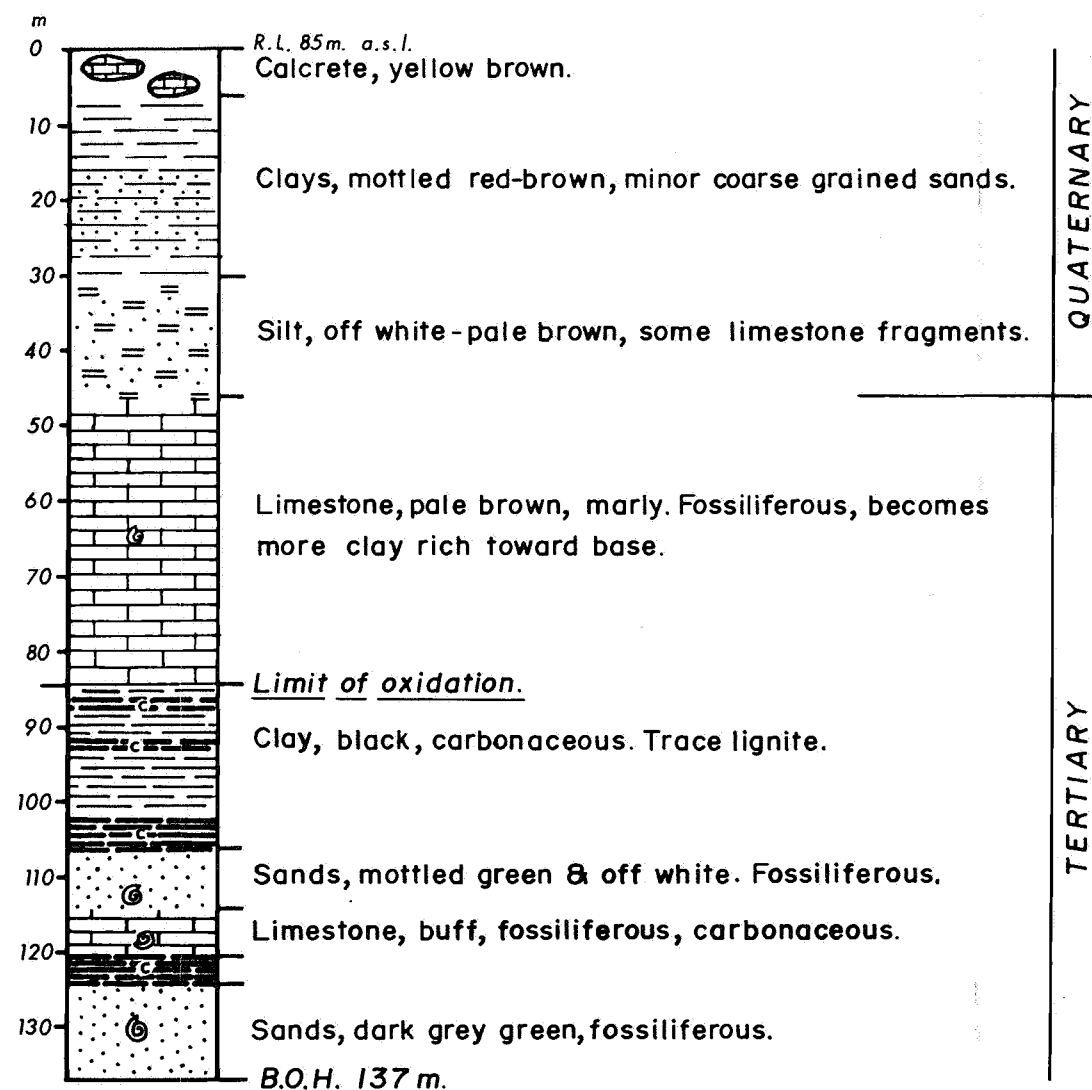 m
0
R.L. 85m. a.s.l.
Calcrete, yellow brown.
10
Clays, mottled red-brown, minor coarse grained sands.
20
30
Silt, off white-pale brown, some limestone fragments.
40
QUATERNARY
50
60
Limestone, pale brown, marly. Fossiliferous, becomes
more clay rich toward base.
70
80
Limit of oxidation.
C
90
Clay, black, carbonaceous. Trace lignite.
C
100
C
TERTIARY
110
Sands, mottled green & off white. Fossiliferous.
Limestone, buff, fossiliferous, carbonaceous.
120
C
130
Sands, dark grey green, fossiliferous.
B.O.H. 137 m.